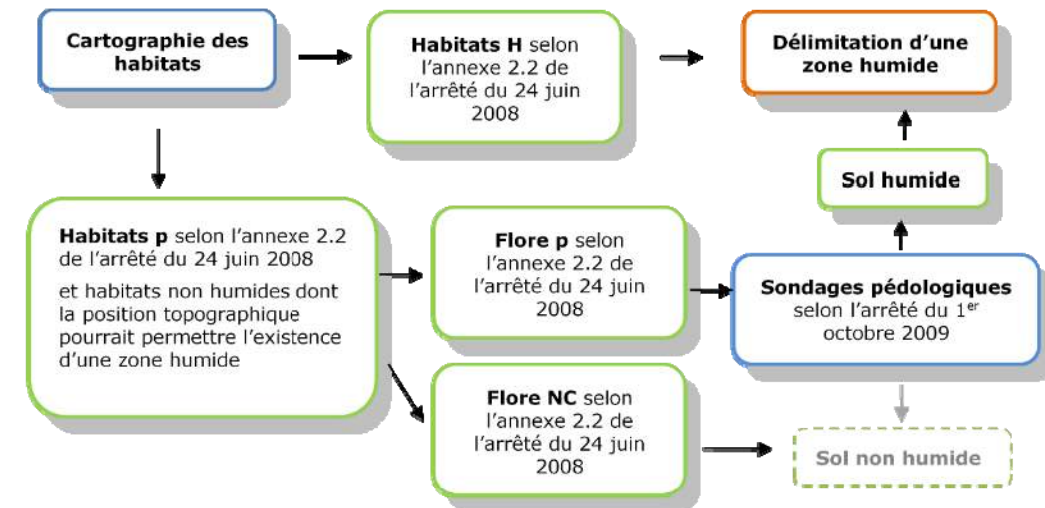 Cartographie des
habitats
Habitats H selon
l'annexe 2.2 de
l'arrêté du 24 juin
2008
Délimitation d'une
zone humide
Sol humide
Habitats p selon l'annexe 2.2
de l'arrêté du 24 juin 2008
et habitats non humides dont
la position topographique
pourrait permettre l'existence
d'une zone humide
Flore p selon
l'annexe 2.2 de
l'arrêté du 24 juin
2008
Sondages pédologiques
selon l'arrêté du 1er
octobre 2009
Flore NC selon
l'annexe 2.2 de
l'arrêté du 24 juin
2008
Sol non humide